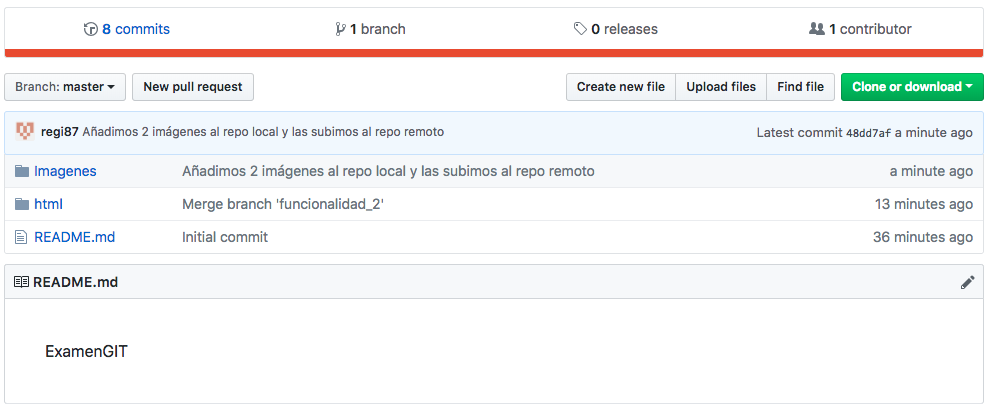 8 commits 1 branch 0 releases 1 contributor
Branch: master New pull request Create new file Upload files Find file Clone or download
regi87 Añadimos 2 imágenes al repo local y las subimos al repo remoto Latest commit 48dd7af a minute ago
Imagenes Añadimos 2 imágenes al repo local y las subimos al repo remoto a minute ago
html Merge branch 'funcionalidad_2' 13 minutes ago
README.md Initial commit 36 minutes ago
README.md
ExamenGIT